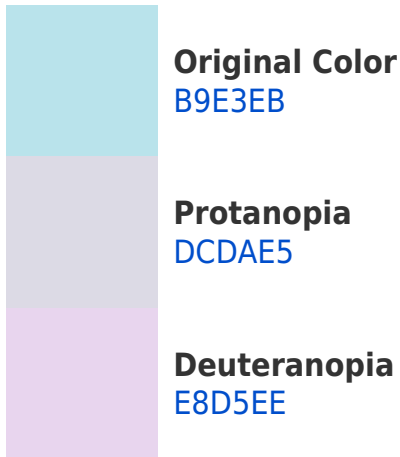 Original Color
B9E3EB
Protanopia
DCDAE5
Deuteranopia
E8D5EE